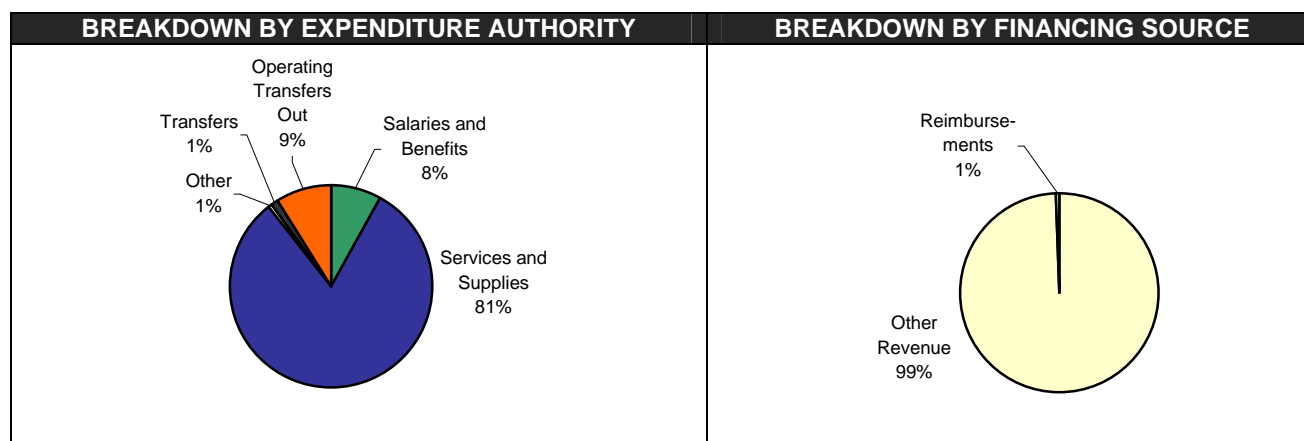 BREAKDOWN BY EXPENDITURE AUTHORITY
Operating
Transfers
Out
9%
Transfers
1%
Other
1%
Salaries and
Benefits
8%
Services and
Supplies
81%
BREAKDOWN BY FINANCING SOURCE
Reimburse-
ments
1%
Other
Revenue
99%